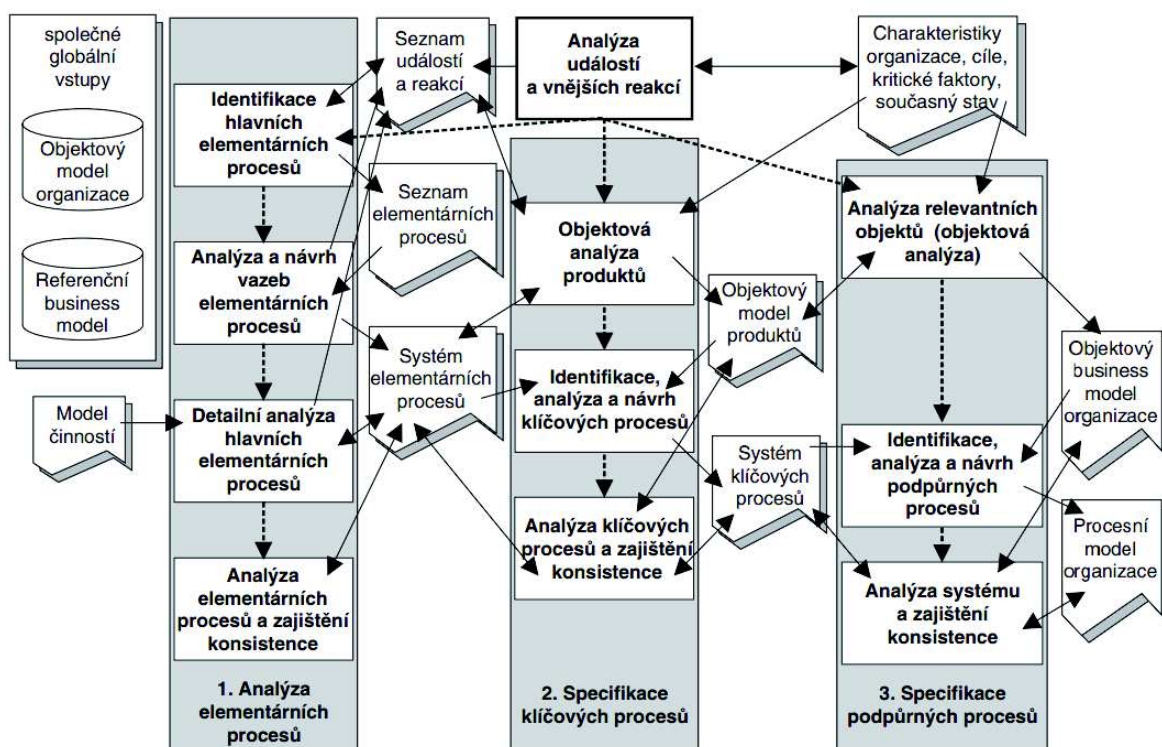 společné
globální
vstupy
Objektový
model
organizace
Referenční
business
model
Model
činností
Identifikace
hlavních
elementárních
procesů
Analýza a návrh
vazeb
elementárních
procesů
Detailní analýza
hlavních
elementárních
procesů
Analýza
elementárních
procesů a zajištění
konsistence
1. Analýza
elementárních
procesů
Seznam
událostí
a reakcí
Seznam
elementárních
procesů
Systém
elementárních
procesů
Analýza
událostí
a vnějších reakcí
Objektová
analýza
produktů
Identifikace,
analýza a návrh
klíčových procesů
Analýza klíčových
procesů a zajištění
konsistence
2. Specifikace
klíčových procesů
Objektový
model
produktů
Systém
klíčových
procesů
Charakteristiky
organizace, cíle,
kritické faktory,
současný stav
Analýza relevantních
objektů (objektová
analýza)
Identifikace,
analýza a návrh
podpůrných
procesů
Analýza systému
a zajištění
konsistence
3. Specifikace
podpůrných procesů
Objektový
business
model
organizace
Procesní
model
organizace